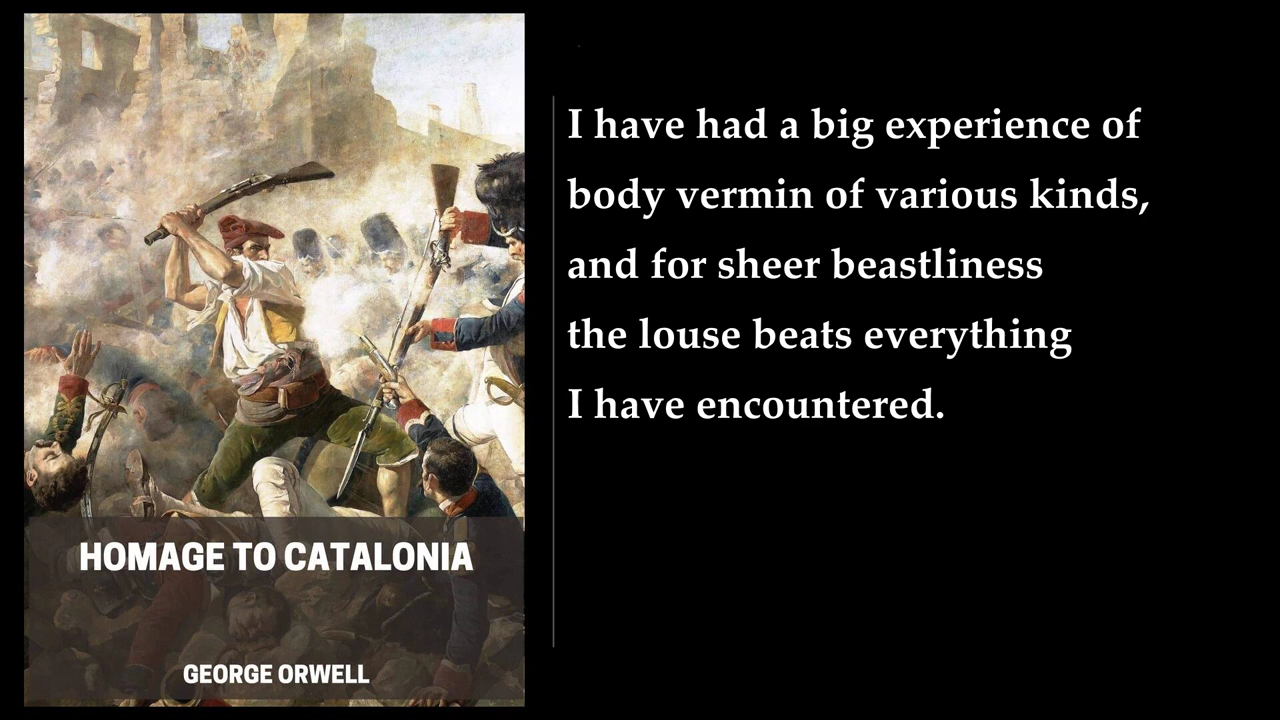 HOMAGE TO CATALONIA
GEORGE ORWELL
I have had a big experience of
body vermin of various kinds,
and for sheer beastliness
the louse beats everything
I have encountered.